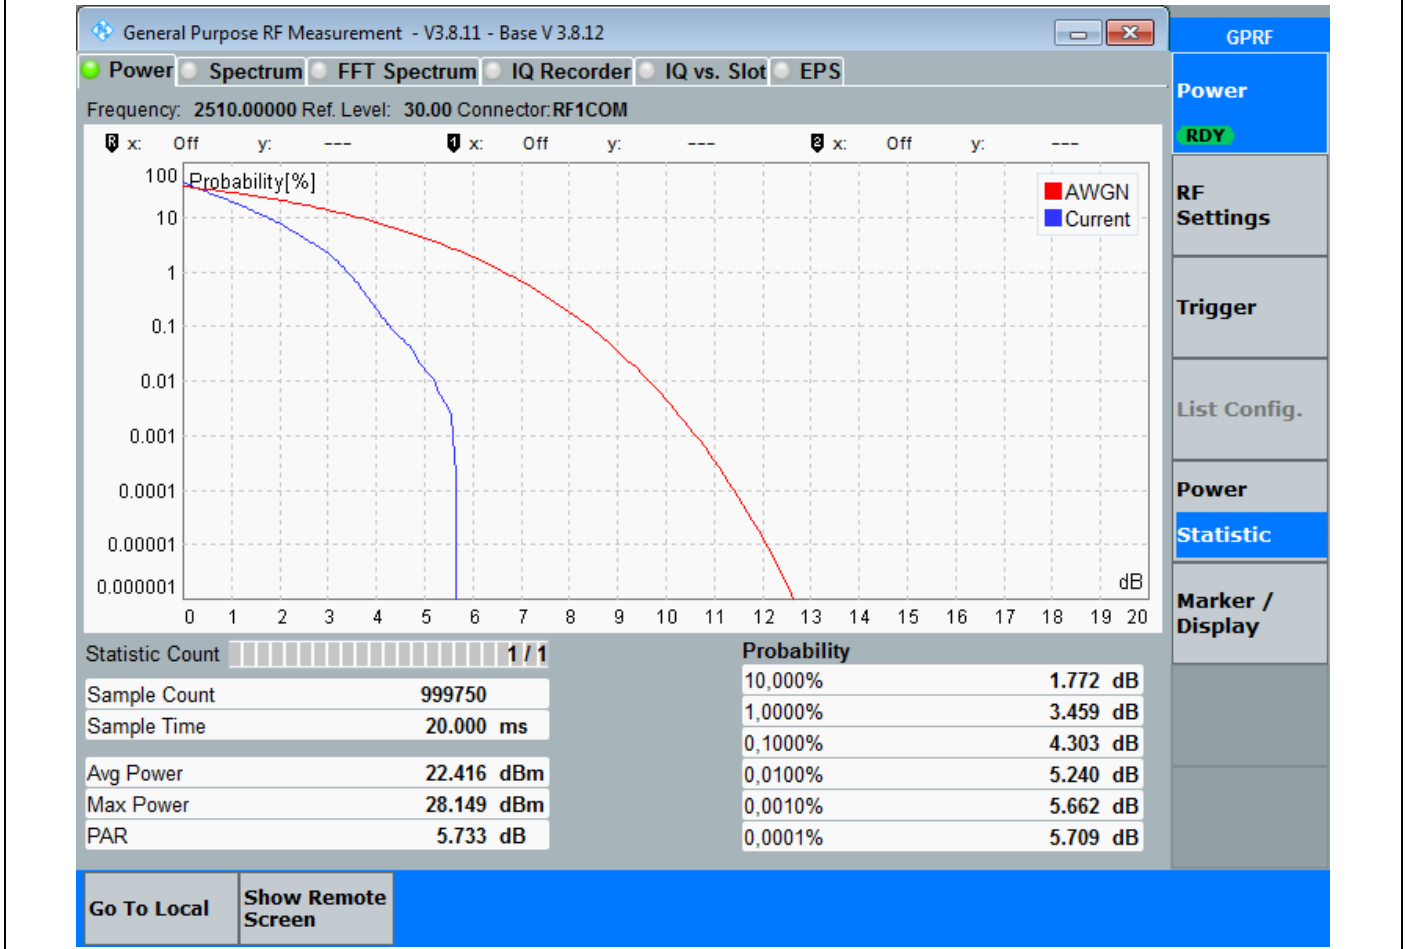 General Purpose RF Measurement - V3.8.11 - Base V 3.8.12
GPRF
Power Spectrum FFT Spectrum IQ Recorder IQ vs. Slot EPS
Frequency: 2510.00000 Ref. Level: 30.00 Connector: RF1COM
R x: Off y: --- 1 x: Off y: --- 2 x: Off y: ---
Probability[%]
100
10
1
0.1
0.01
0.001
0.0001
0.00001
0.000001
AWGN
Current
dB
0 1 2 3 4 5 6 7 8 9 10 11 12 13 14 15 16 17 18 19 20
Statistic Count 1 / 1
Sample Count 999750
Sample Time 20.000 ms
Avg Power 22.416 dBm
Max Power 28.149 dBm
PAR 5.733 dB
Probability
10,000% 1.772 dB
1,0000% 3.459 dB
0,1000% 4.303 dB
0,0100% 5.240 dB
0,0010% 5.662 dB
0,0001% 5.709 dB
Power
RDY
RF
Settings
Trigger
List Config.
Power
Statistic
Marker /
Display
Go To Local
Show Remote
Screen